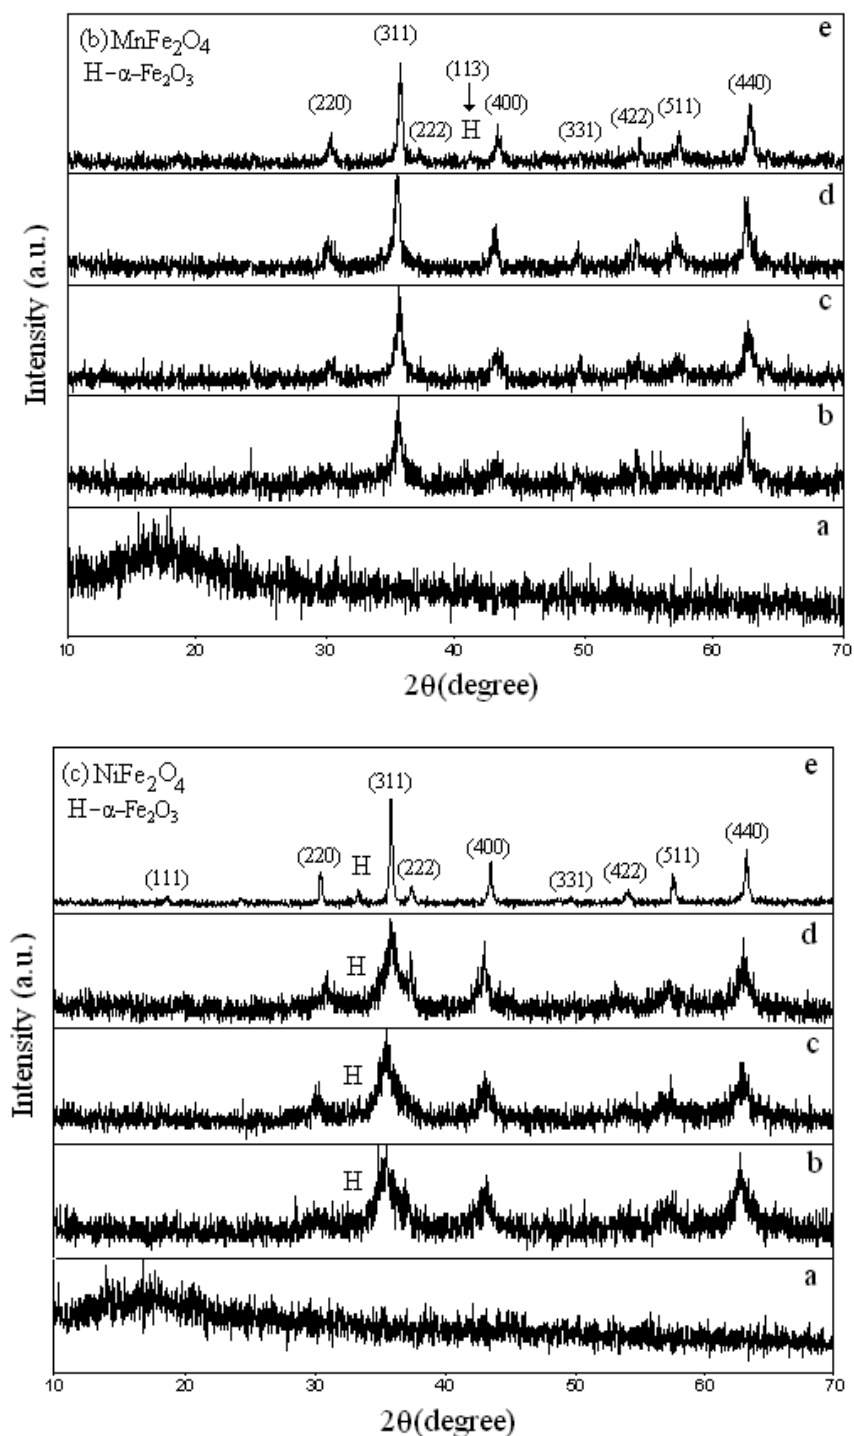 (b) MnFe₂O₄
H-α-Fe₂O₃
(220)
(311)
(222)
(113)
H
(400)
(331)
(422)
(511)
(440)
e
d
c
b
a
Intensity (a.u.)
10 20 30 40 50 60 70
2θ(degree)
(c) NiFe₂O₄
H-α-Fe₂O₃
(111)
(220)
H
(311)
(222)
(400)
(331)
(422)
(511)
(440)
e
H
d
H
c
H
b
a
Intensity (a.u.)
10 20 30 40 50 60 70
2θ(degree)